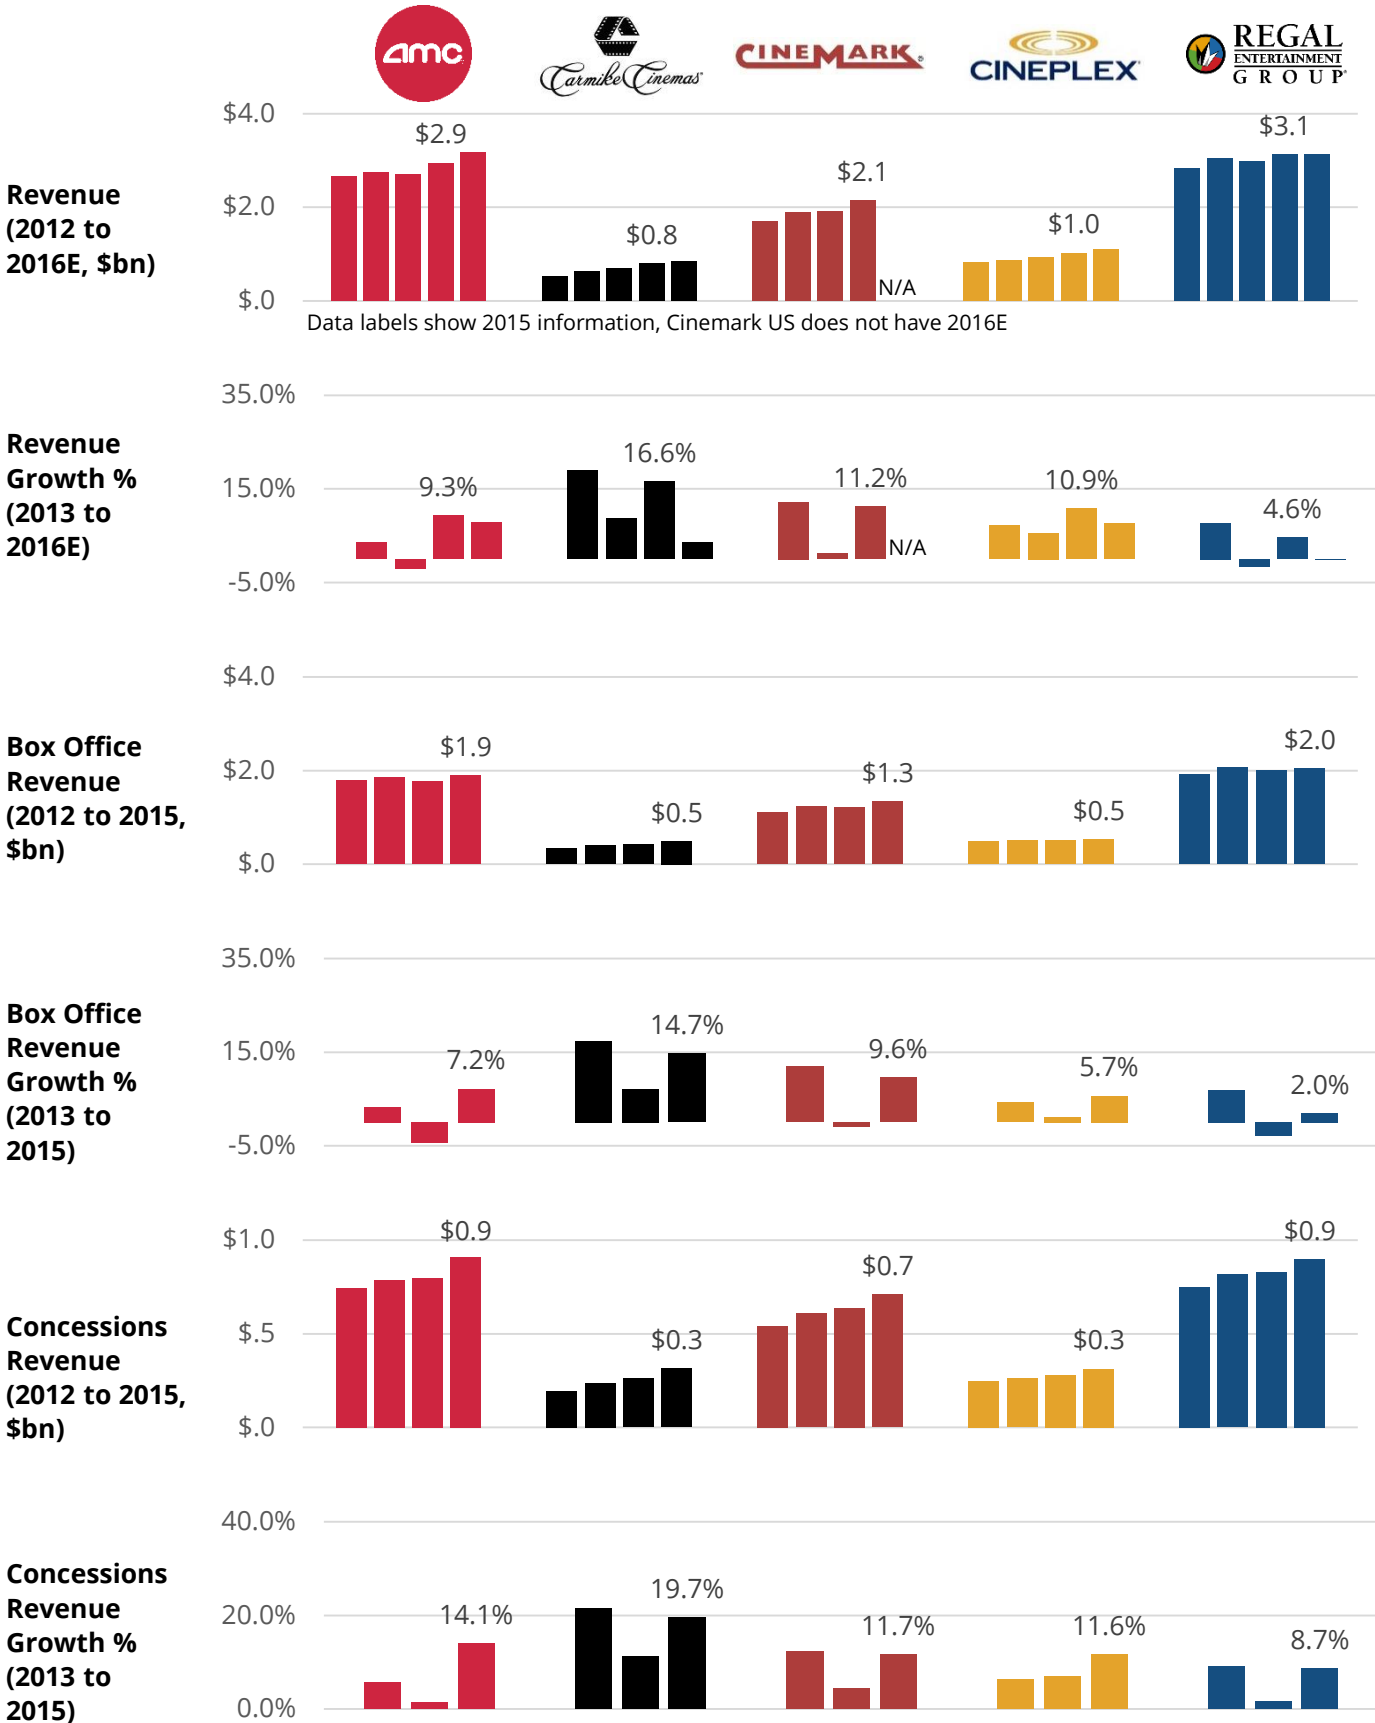 amc
Carmike Cinemas
CINEMARK
CINEPLEX
REGAL
ENTERTAINMENT
GROUP
Revenue
(2012 to
2016E, $bn)
$4.0
$2.0
$.0
$2.9
$0.8
$2.1
N/A
$1.0
$3.1
Data labels show 2015 information, Cinemark US does not have 2016E
Revenue
Growth %
(2013 to
2016E)
35.0%
15.0%
-5.0%
9.3%
16.6%
11.2%
N/A
10.9%
4.6%
Box Office
Revenue
(2012 to 2015,
$bn)
$4.0
$2.0
$.0
$1.9
$0.5
$1.3
$0.5
$2.0
Box Office
Revenue
Growth %
(2013 to
2015)
35.0%
15.0%
-5.0%
7.2%
14.7%
9.6%
5.7%
2.0%
Concessions
Revenue
(2012 to 2015,
$bn)
$1.0
$.5
$.0
$0.9
$0.3
$0.7
$0.3
$0.9
Concessions
Revenue
Growth %
(2013 to
2015)
40.0%
20.0%
0.0%
14.1%
19.7%
11.7%
11.6%
8.7%